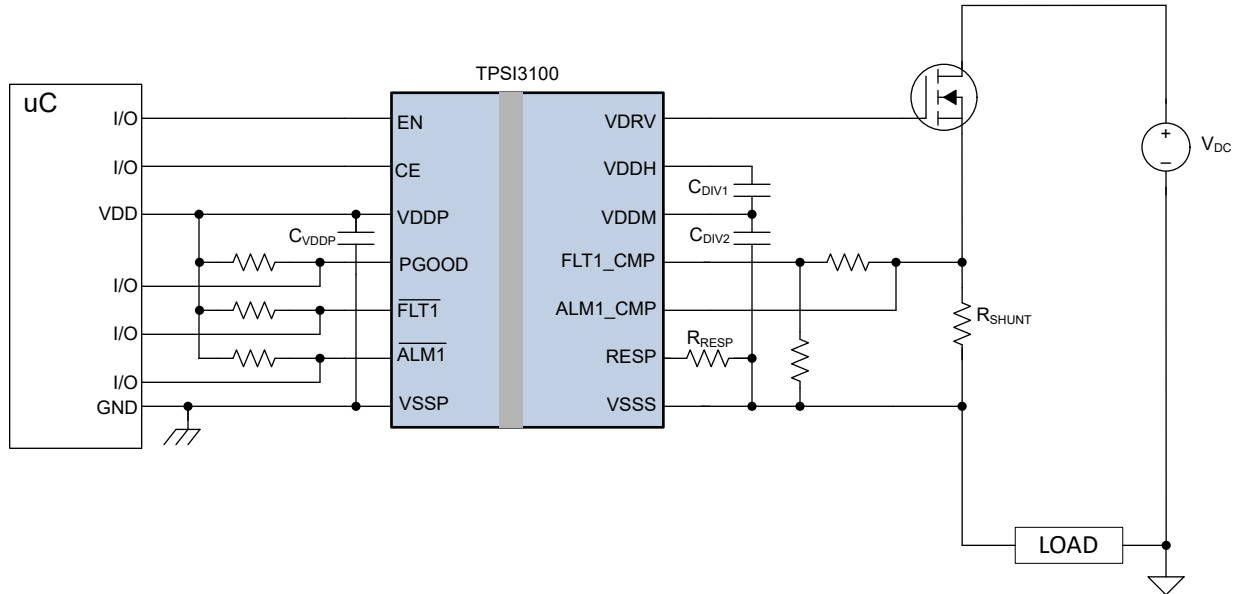 TPSI3100
uC
I/O
I/O
VDD
I/O
I/O
I/O
GND
C_VDDP
EN
CE
VDDP
PGOOD
FLT1
ALM1
VSSP
VDRV
VDDH
VDDM
FLT1_CMP
ALM1_CMP
RESP
VSSS
C_DIV1
C_DIV2
R_RESP
R_SHUNT
+
–
V_DC
LOAD